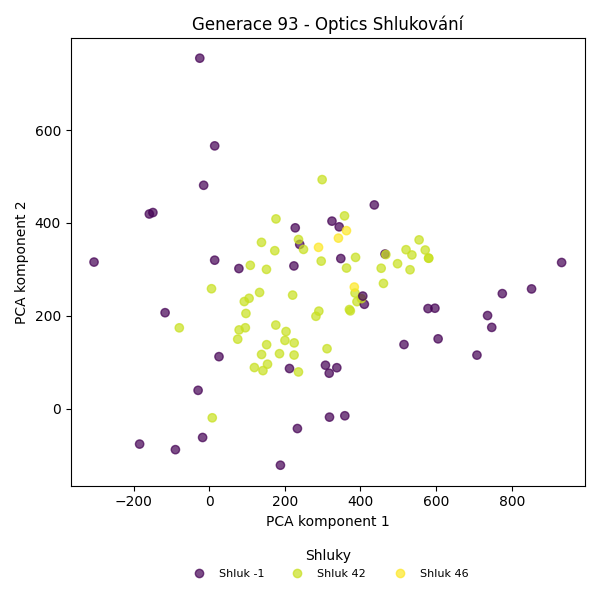 Generace 93 - Optics Shlukování
PCA komponent 2
600
400
200
0
−200 0 200 400 600 800
PCA komponent 1
Shluky
Shluk -1 Shluk 42 Shluk 46